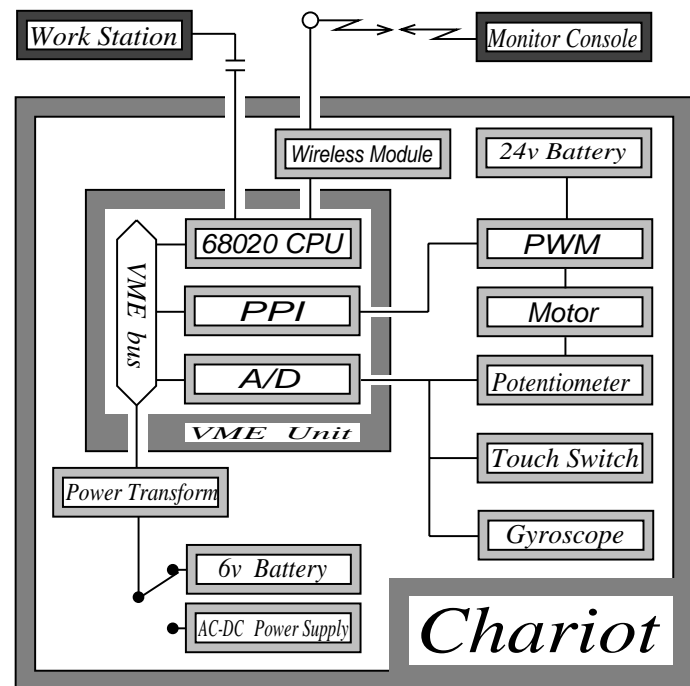 Work Station
Monitor Console
Wireless Module
24v Battery
68020 CPU
PWM
VME bus
PPI
Motor
A/D
Potentiometer
VME Unit
Touch Switch
Power Transform
Gyroscope
6v Battery
AC-DC Power Supply
Chariot